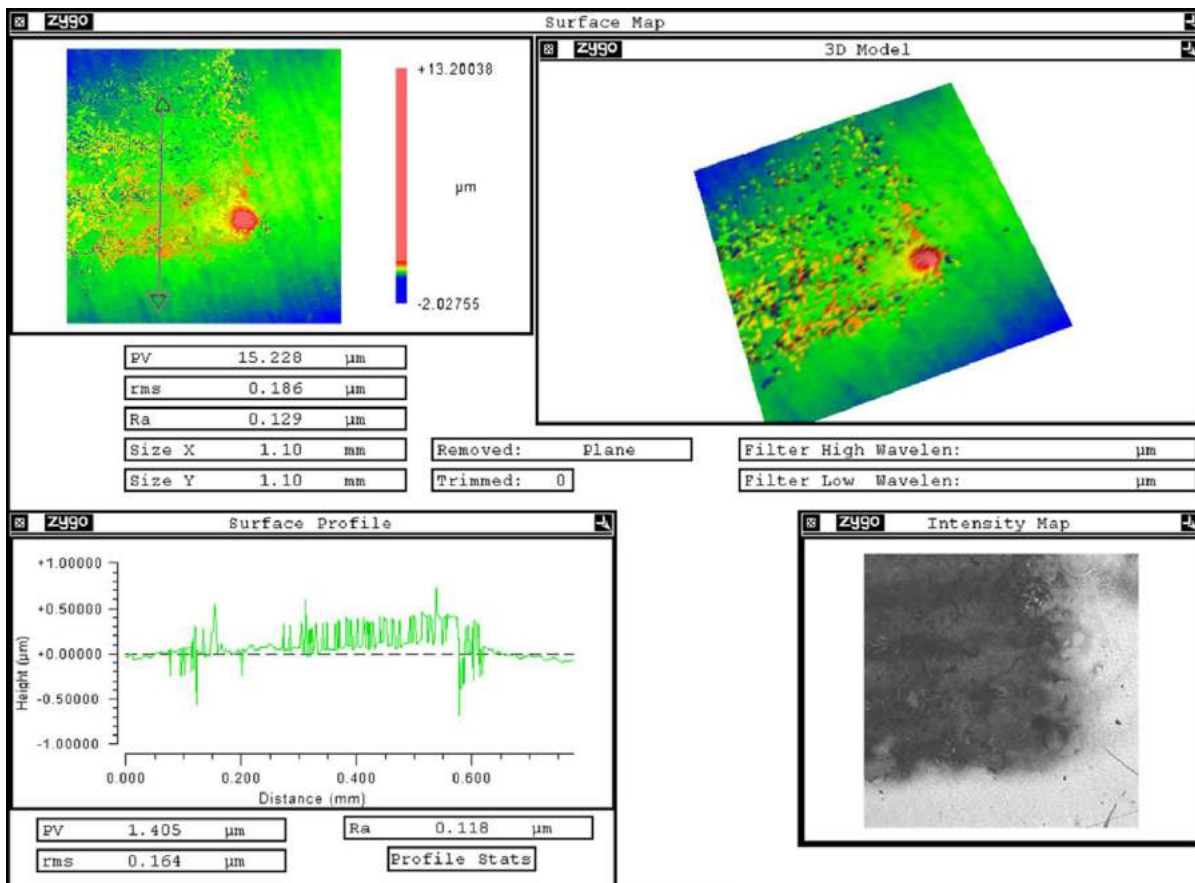 zygo Surface Map
zygo
+13.20038
µm
-2.02755
zygo 3D Model
PV 15.228 µm
rms 0.186 µm
Ra 0.129 µm
Size X 1.10 mm
Size Y 1.10 mm
Removed: Plane
Trimmed: 0
Filter High Wavelen: µm
Filter Low Wavelen: µm
zygo Surface Profile
+1.00000
+0.50000
+0.00000
-0.50000
-1.00000
Height (µm)
0.000 0.200 0.400 0.600
Distance (mm)
PV 1.405 µm
rms 0.164 µm
Ra 0.118 µm
Profile Stats
zygo Intensity Map